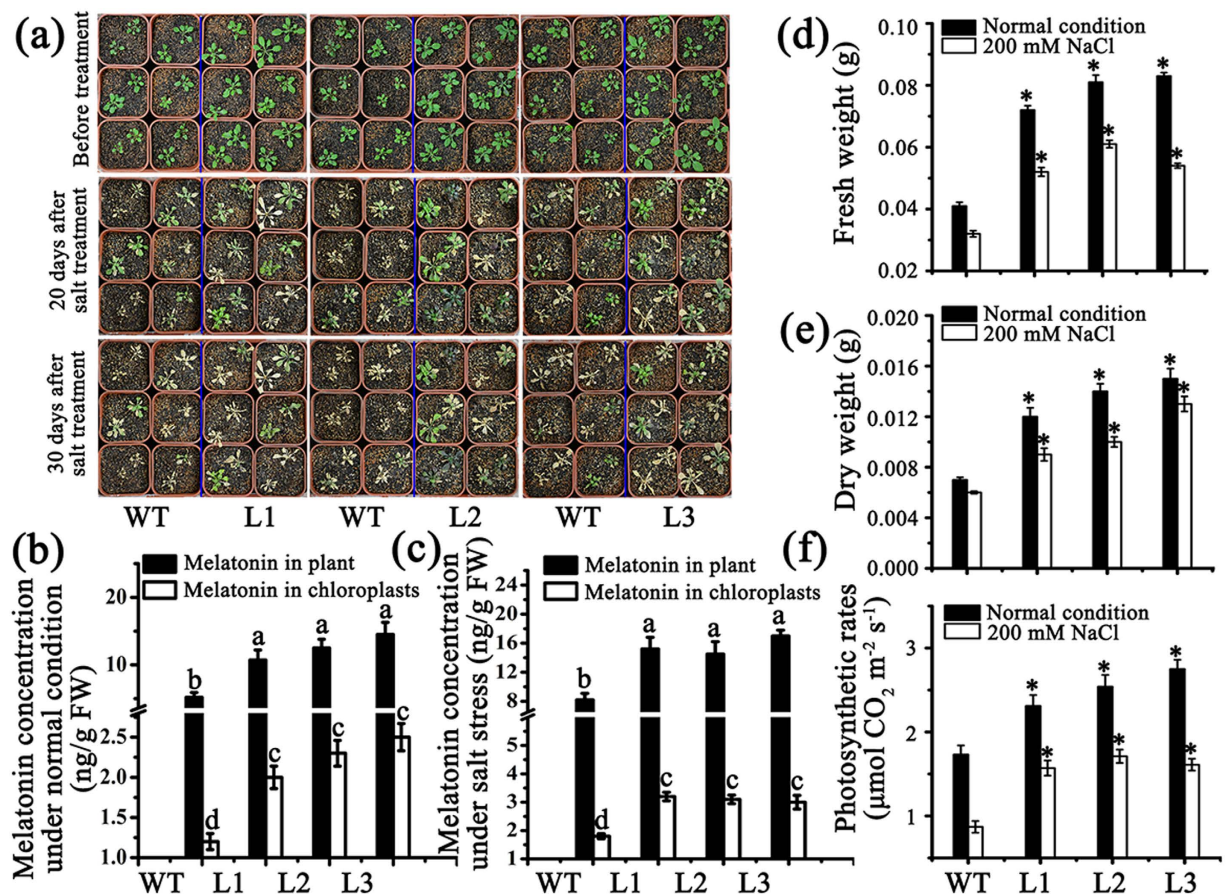 (a)
Before treatment
20 days after
salt treatment
30 days after
salt treatment
WT L1 WT L2 WT L3
(b)
Melatonin concentration
under normal condition
(ng/g FW)
Melatonin in plant
Melatonin in chloroplasts
25
15
5
2.5
2.0
1.5
1.0
b a a a
d c c c
WT L1 L2 L3
(c)
Melatonin concentration
under salt stress (ng/g FW)
Melatonin in plant
Melatonin in chloroplasts
24
20
16
12
8
5
4
3
2
1
b a a a
d c c c
WT L1 L2 L3
(d)
Fresh weight (g)
Normal condition
200 mM NaCl
0.10
0.08
0.06
0.04
0.02
* * *
* * *
(e)
Dry weight (g)
Normal condition
200 mM NaCl
0.020
0.016
0.012
0.008
0.004
0.000
* * *
* * *
(f)
Photosynthetic rates
(μmol CO₂ m⁻² s⁻¹)
Normal condition
200 mM NaCl
3
2
1
* * *
* * *
WT L1 L2 L3